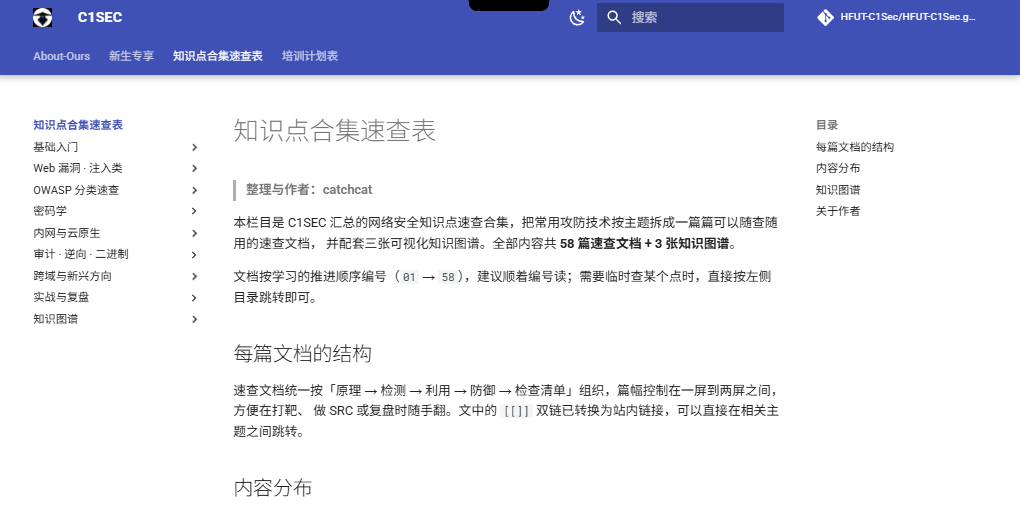 C1SEC
搜索
HFUT-C1Sec/HFUT-C1Sec.g...
About-Ours 新生专享 知识点合集速查表 培训计划表
知识点合集速查表
基础入门
Web 漏洞 · 注入类
OWASP 分类速查
密码学
内网与云原生
审计 · 逆向 · 二进制
跨域与新兴方向
实战与复盘
知识图谱
知识点合集速查表
整理与作者：catchcat
本栏目是 C1SEC 汇总的网络安全知识点速查合集，把常用攻防技术按主题拆成一篇篇可以随查随
用的速查文档， 并配套三张可视化知识图谱。全部内容共 58 篇速查文档 + 3 张知识图谱。
文档按学习的推进顺序编号（ 01 → 58 ），建议顺着编号读；需要临时查某个点时，直接按左侧
目录跳转即可。
每篇文档的结构
速查文档统一按「原理 → 检测 → 利用 → 防御 → 检查清单」组织，篇幅控制在一屏到两屏之间，
方便在打靶、 做 SRC 或复盘时随手翻。文中的 [[]] 双链已转换为站内链接，可以直接在相关主
题之间跳转。
内容分布
目录
每篇文档的结构
内容分布
知识图谱
关于作者